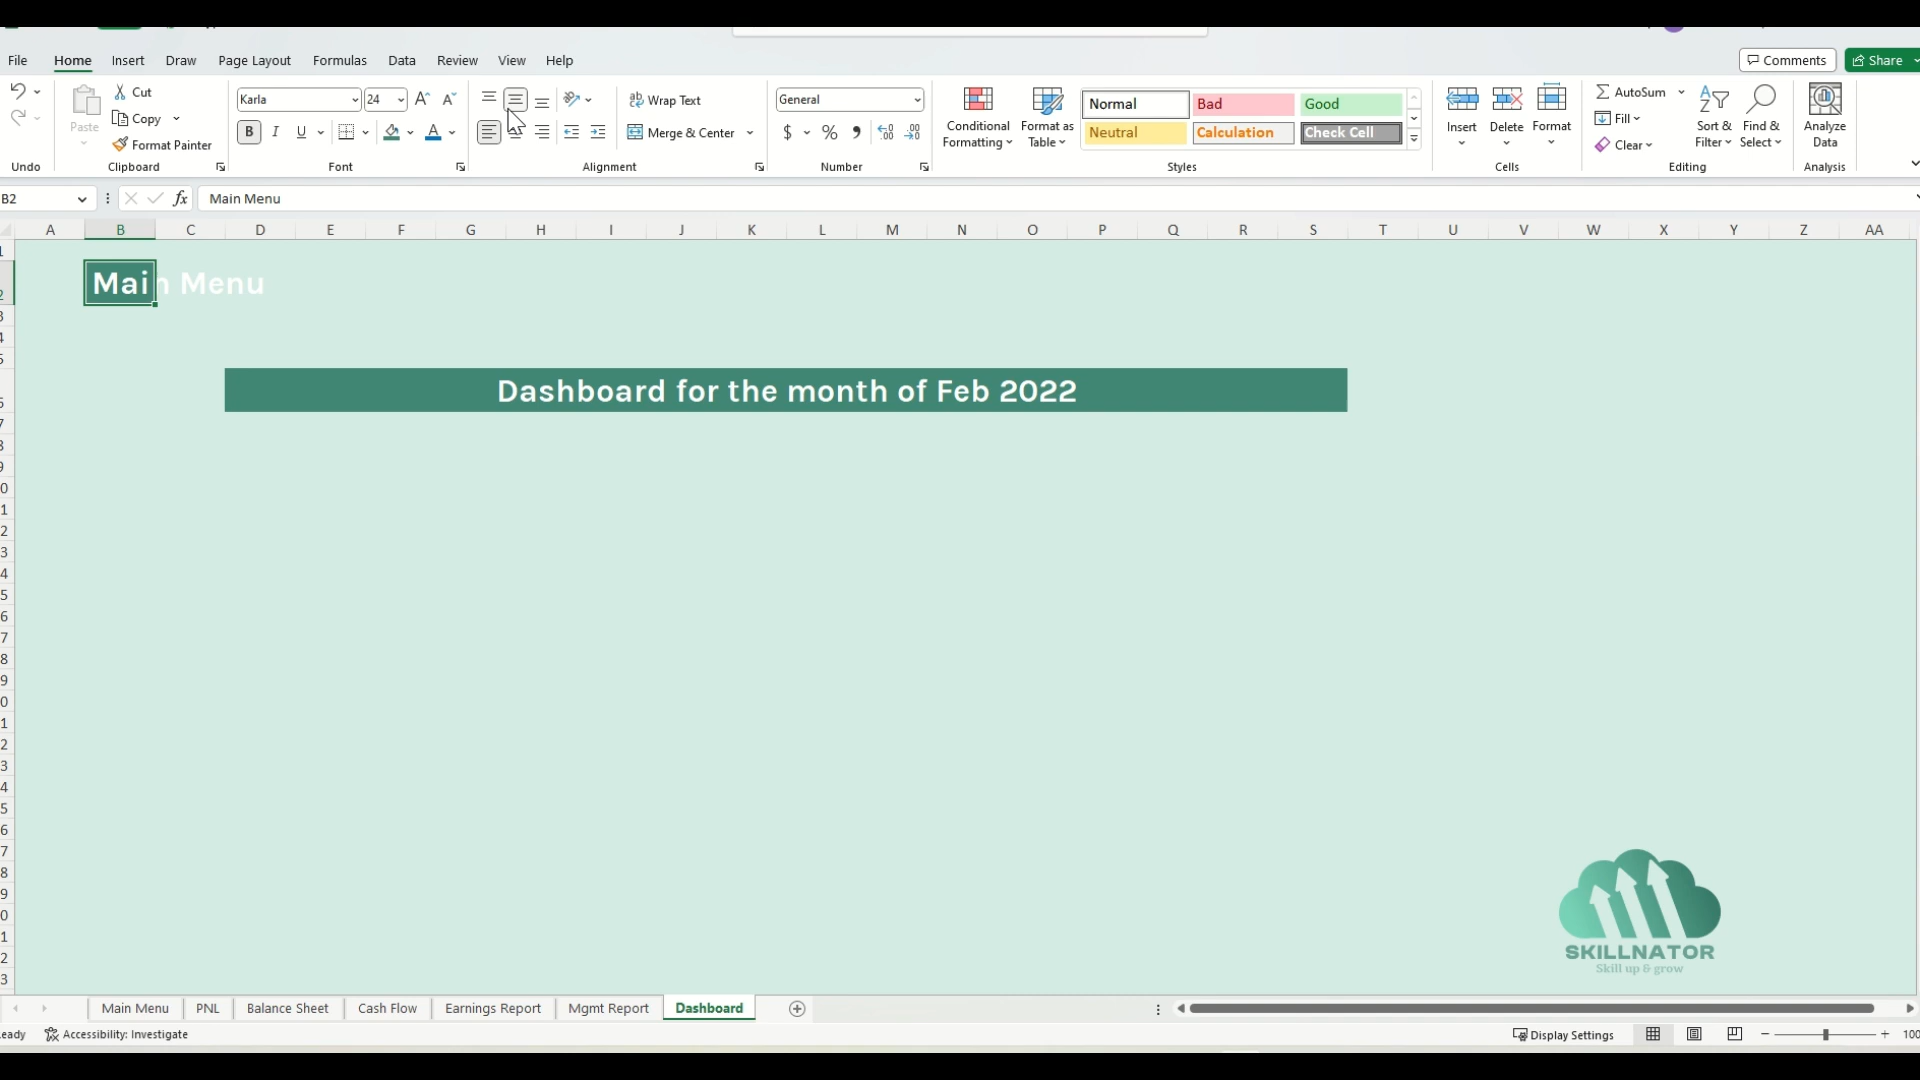 File Home Insert Draw Page Layout Formulas Data Review View Help Comments Share
Paste Cut Copy Format Painter
Karla 24
B I U A
Wrap Text
Merge & Center
General
$ % 9
Conditional Formatting
Format as Table
Normal Bad Good
Neutral Calculation Check Cell
Insert Delete Format
AutoSum
Fill
Clear
Sort & Filter
Find & Select
Analyze Data
Undo Clipboard Font Alignment Number Styles Cells Editing Analysis
B2 fx Main Menu
A B C D E F G H I J K L M N O P Q R S T U V W X Y Z AA
Main Menu
Dashboard for the month of Feb 2022
SKILLNATOR
Skill up & grow
Main Menu PNL Balance Sheet Cash Flow Earnings Report Mgmt Report Dashboard
Accessibility: Investigate Display Settings